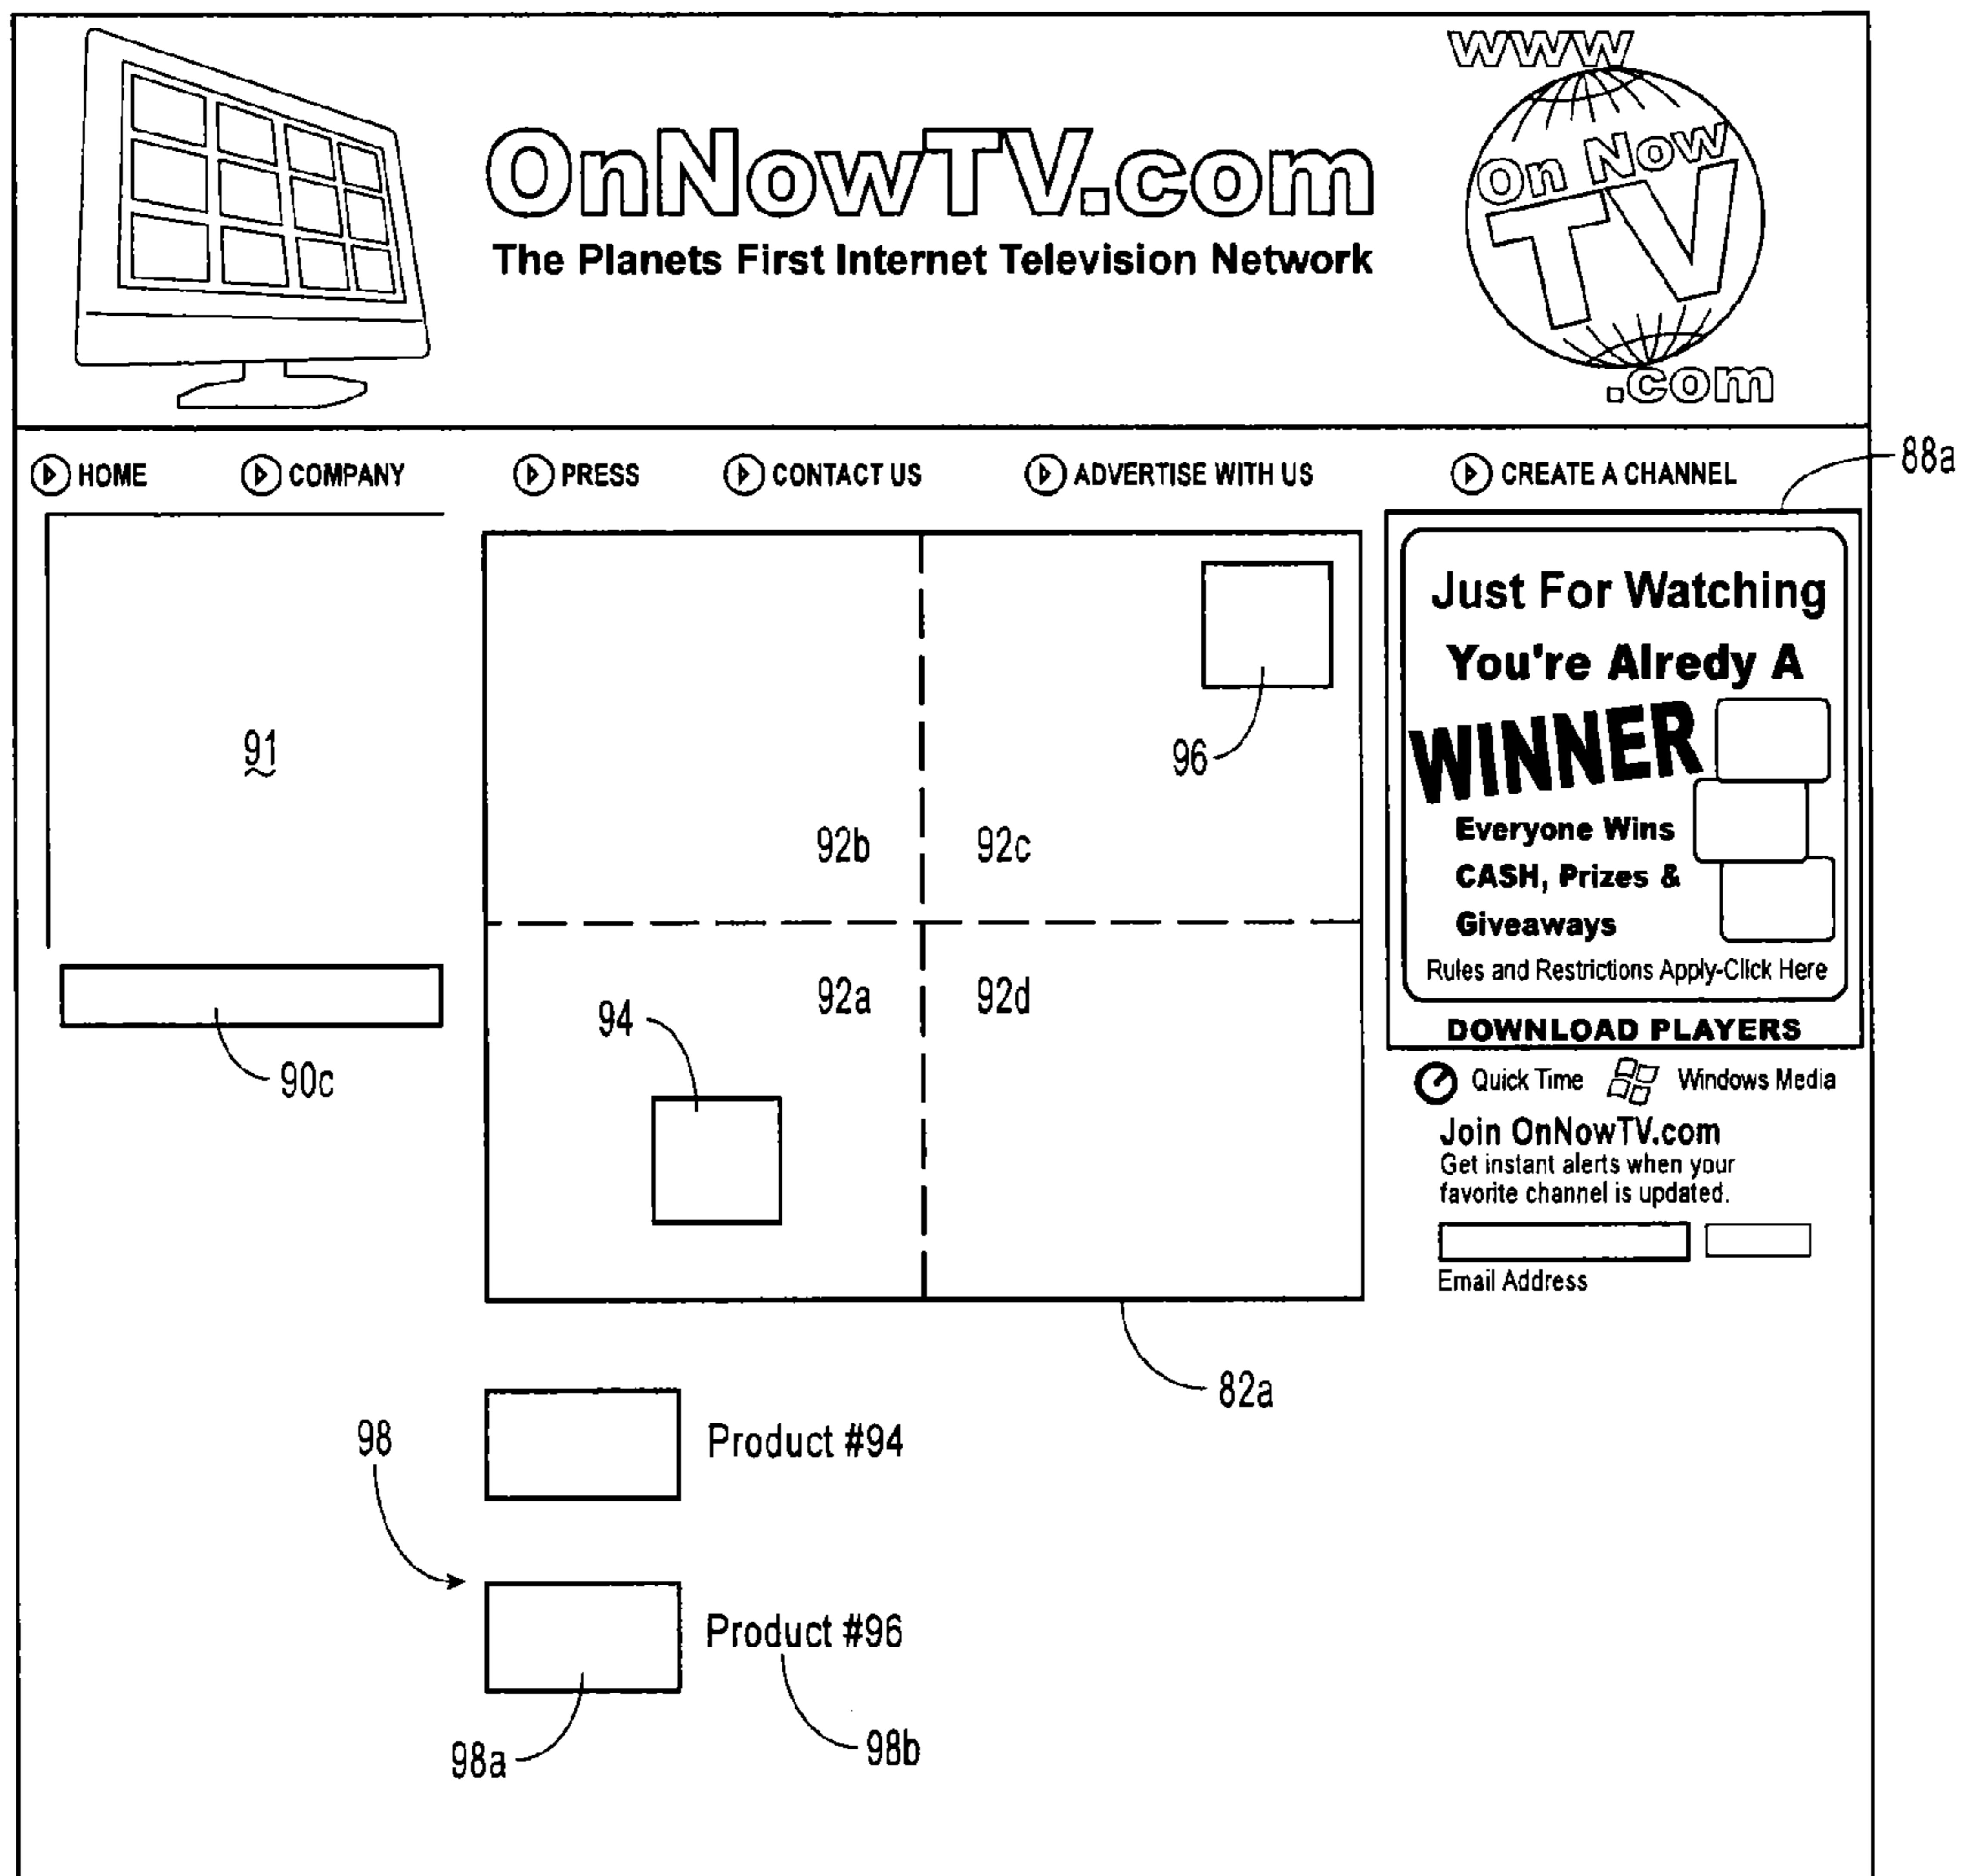 www
On Now
TV
.com
OnNowTV.com
The Planets First Internet Television Network
HOME COMPANY PRESS CONTACT US ADVERTISE WITH US CREATE A CHANNEL
88a
91
90c
96
92b 92c
92a 92d
94
82a
Just For Watching
You're Alredy A
WINNER
Everyone Wins
CASH, Prizes &
Giveaways
Rules and Restrictions Apply-Click Here
DOWNLOAD PLAYERS
Quick Time Windows Media
Join OnNowTV.com
Get instant alerts when your
favorite channel is updated.
Email Address
98
Product #94
Product #96
98a
98b